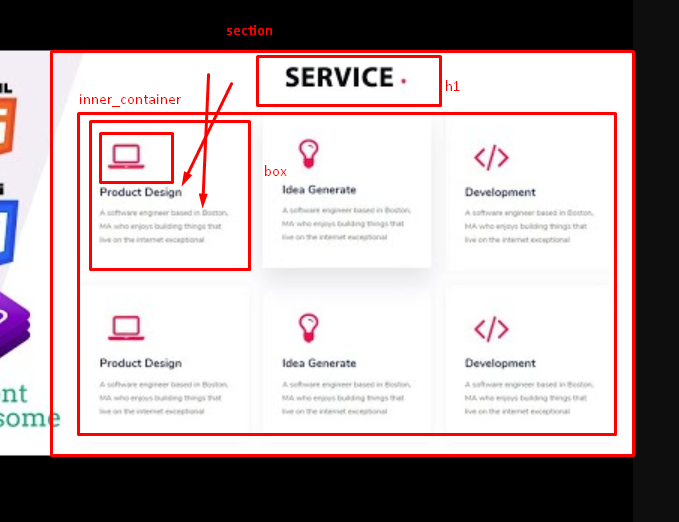 section
SERVICE
h1
inner_container
box
Product Design
A software engineer based in Boston,
MA who enjoys building things that
live on the internet exceptional
Idea Generate
A software engineer based in Boston,
MA who enjoys building things that
live on the internet exceptional
</>
Development
A software engineer based in Boston,
MA who enjoys building things that
live on the internet exceptional
Product Design
A software engineer based in Boston,
MA who enjoys building things that
live on the internet exceptional
Idea Generate
A software engineer based in Boston,
MA who enjoys building things that
live on the internet exceptional
</>
Development
A software engineer based in Boston,
MA who enjoys building things that
live on the internet exceptional